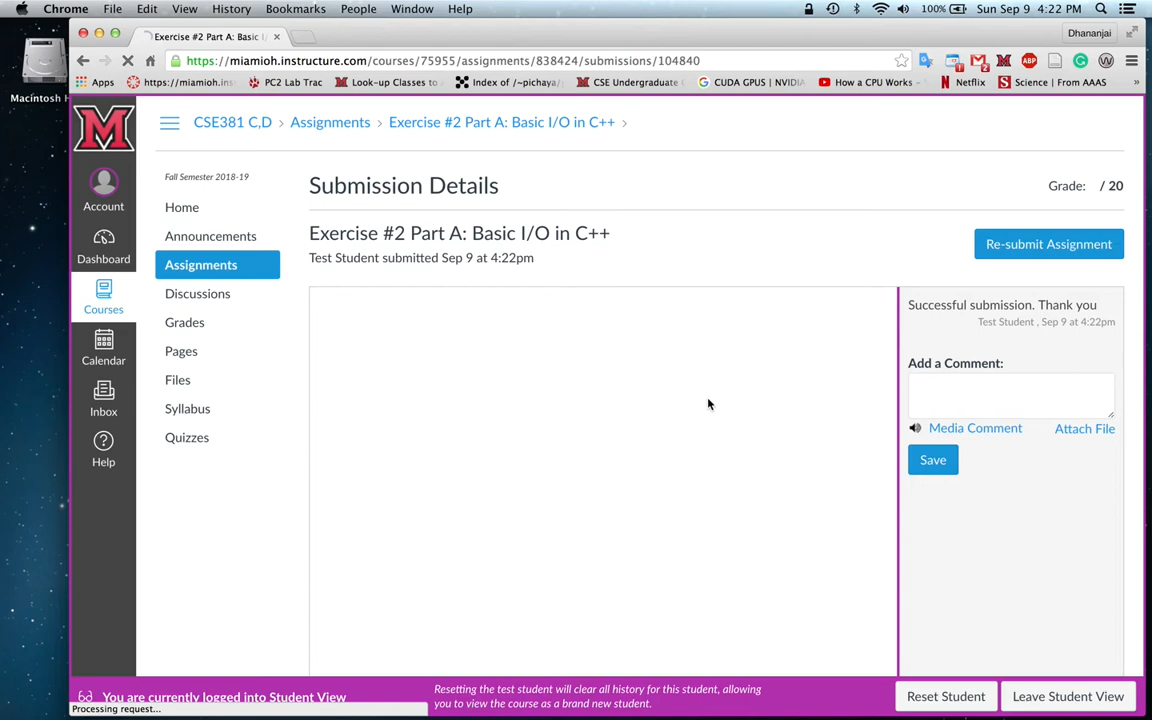 Chrome File Edit View History Bookmarks People Window Help 100% Sun Sep 9 4:22 PM
Macintosh H
Exercise #2 Part A: Basic I/ Dhananjai
https://miamioh.instructure.com/courses/75955/assignments/838424/submissions/104840
Apps https://miamioh.ins PC2 Lab Trac Look-up Classes to Index of /~pichaya/ CSE Undergraduate CUDA GPUS | NVIDIA How a CPU Works - Netflix Science | From AAAS »
CSE381 C,D > Assignments > Exercise #2 Part A: Basic I/O in C++ >
Fall Semester 2018-19
Home
Announcements
Assignments
Discussions
Grades
Pages
Files
Syllabus
Quizzes
Account
Dashboard
Courses
Calendar
Inbox
Help
Submission Details
Grade: / 20
Exercise #2 Part A: Basic I/O in C++
Test Student submitted Sep 9 at 4:22pm
Re-submit Assignment
Successful submission. Thank you
Test Student , Sep 9 at 4:22pm
Add a Comment:
Media Comment Attach File
Save
You are currently logged into Student View
Resetting the test student will clear all history for this student, allowing
you to view the course as a brand new student.
Reset Student Leave Student View
Processing request...